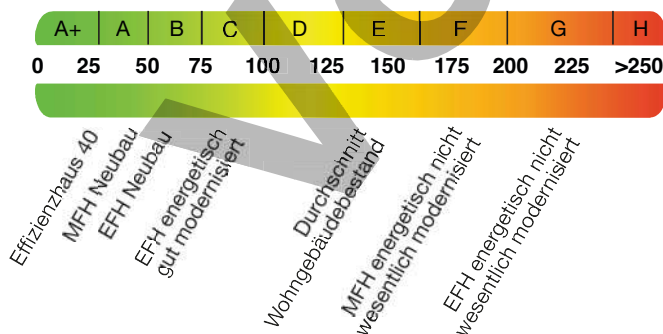 A+ A B C D E F G H
0 25 50 75 100 125 150 175 200 225 >250
Effizienzhaus 40
MFH Neubau
EFH Neubau
EFH energetisch
gut modernisiert
Durchschnitt
Wohngebäudebestand
MFH energetisch nicht
wesentlich modernisiert
EFH energetisch nicht
wesentlich modernisiert